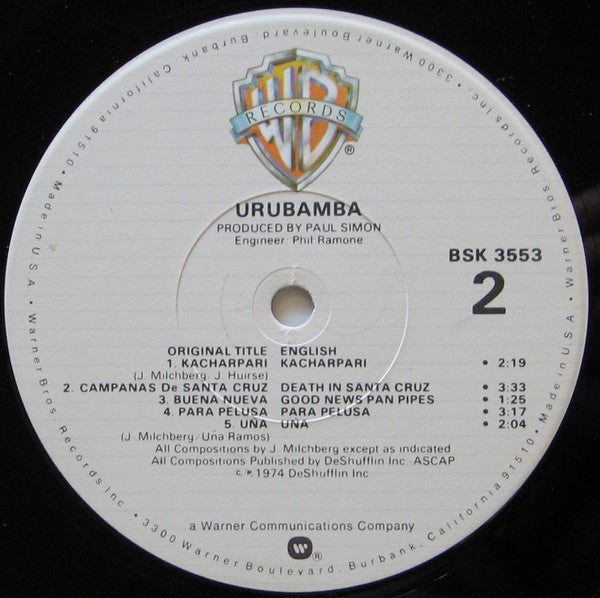 3300 Warner Boulevard, Burbank, California 91510 • Made in U.S.A. • Warner Bros. Records Inc. • 3300 Warner Boulevard, Burbank, California 91510 • Made in U.S.A. • Warner Bros. Records Inc. •
WB
RECORDS
®
URUBAMBA
PRODUCED BY PAUL SIMON
Engineer: Phil Ramone
BSK 3553
2
ORIGINAL TITLE ENGLISH
1. KACHARPARI KACHARPARI • 2:19
(J. Milchberg. J. Huirse)
2. CAMPANAS De SANTA CRUZ DEATH IN SANTA CRUZ • 3:33
3. BUENA NUEVA GOOD NEWS PAN PIPES • 1:25
4. PARA PELUSA PARA PELUSA • 3:17
5. UÑA UÑA • 2:04
(J. Milchberg/Uña Ramos)
All Compositions by J. Milchberg except as indicated
All Compositions Published by DeShufflin Inc -ASCAP
© ℗ 1974 DeShufflin Inc.
a Warner Communications Company
W ®